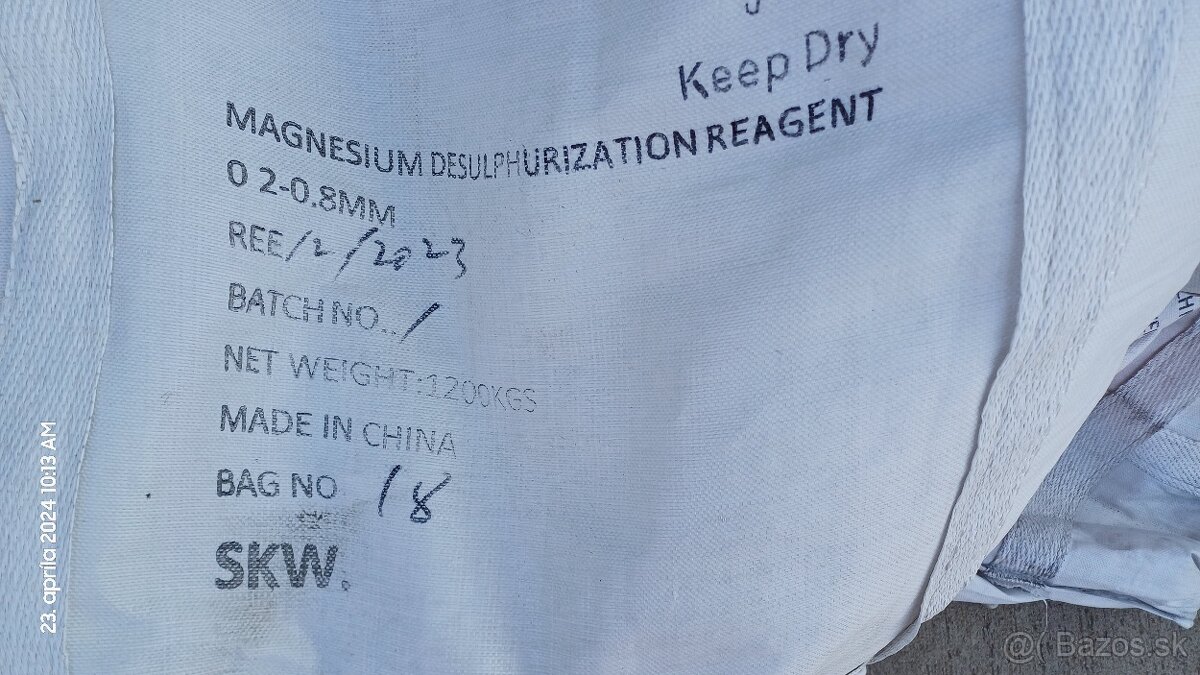 Keep Dry
MAGNESIUM DESULPHURIZATION REAGENT
0 2-0.8MM
REE/2/2023
BATCH NO../
NET WEIGHT:1200KGS
MADE IN CHINA
BAG NO 18
SKW.
23. apríla 2024 10:13 AM
@( Bazos.sk